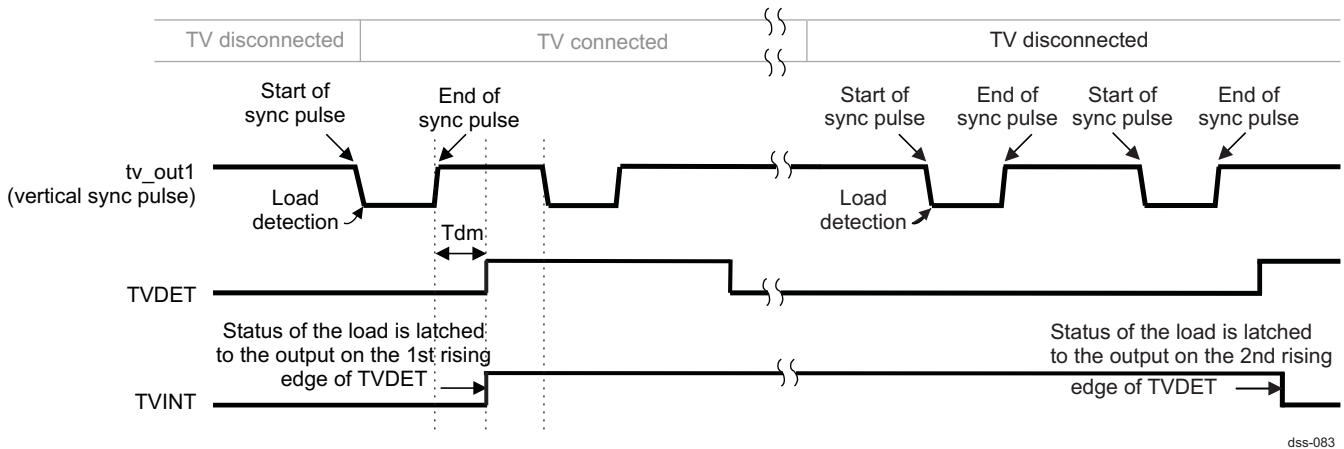 TV disconnected
TV connected
TV disconnected
Start of
sync pulse
End of
sync pulse
Start of
sync pulse
End of
sync pulse
Start of
sync pulse
End of
sync pulse
tv_out1
(vertical sync pulse)
Load
detection
Load
detection
Tdm
TVDET
Status of the load is latched
to the output on the 1st rising
edge of TVDET
Status of the load is latched
to the output on the 2nd rising
edge of TVDET
TVINT
dss-083